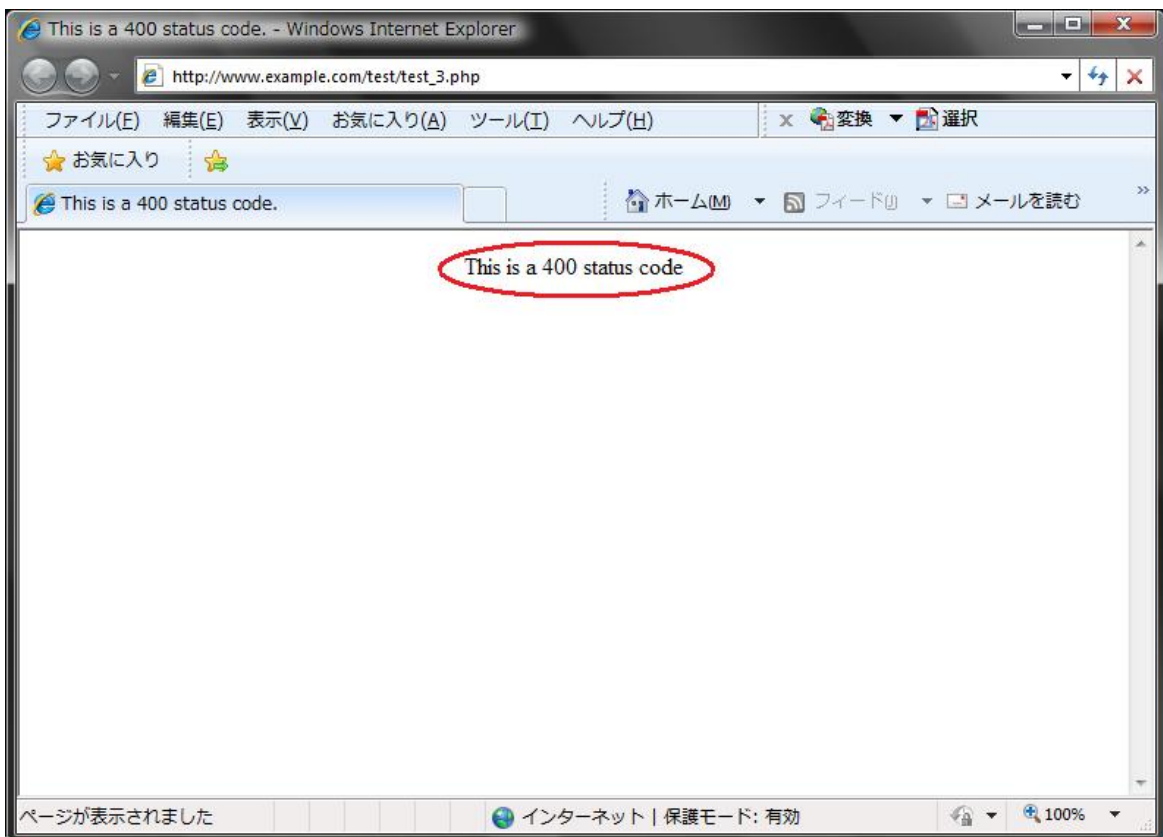 This is a 400 status code. - Windows Internet Explorer
http://www.example.com/test/test_3.php
ファイル(F) 編集(E) 表示(V) お気に入り(A) ツール(T) ヘルプ(H) x 変換 ▼ 選択
お気に入り
This is a 400 status code. ホーム(M) フィード(J) メールを読む »
This is a 400 status code
ページが表示されました インターネット | 保護モード: 有効 100%